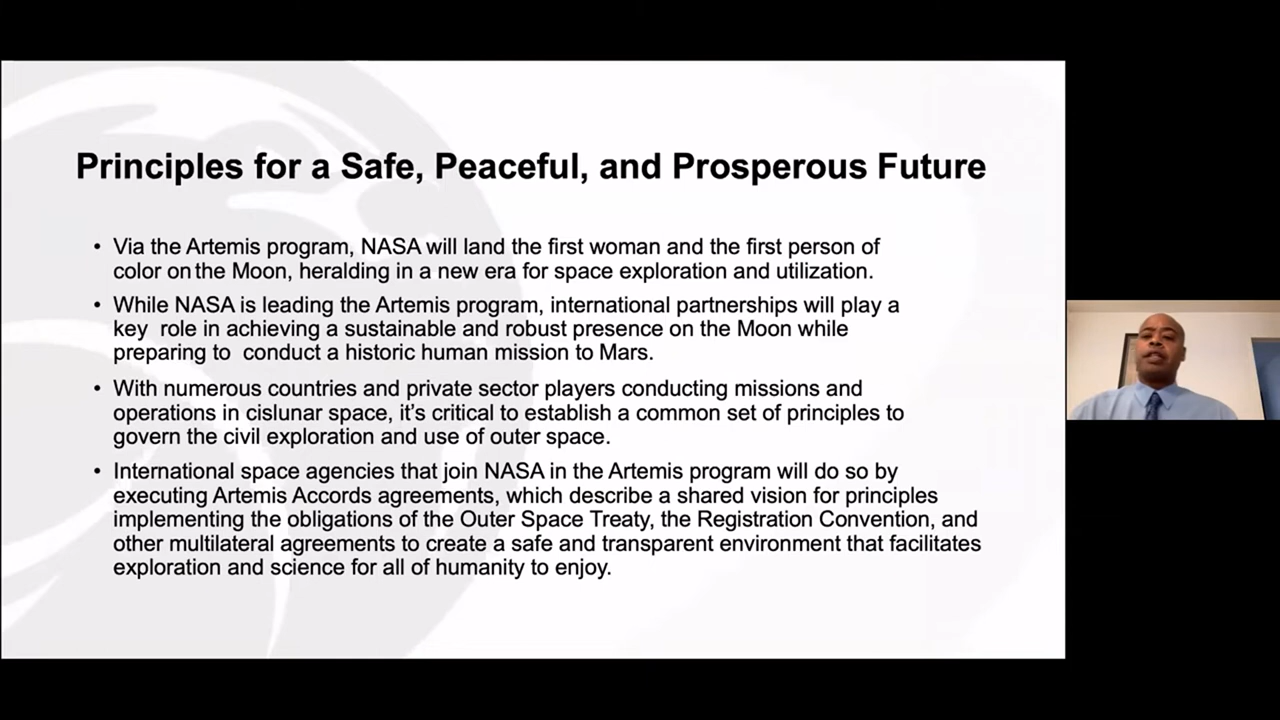 Principles for a Safe, Peaceful, and Prosperous Future
• Via the Artemis program, NASA will land the first woman and the first person of
color on the Moon, heralding in a new era for space exploration and utilization.
• While NASA is leading the Artemis program, international partnerships will play a
key role in achieving a sustainable and robust presence on the Moon while
preparing to conduct a historic human mission to Mars.
• With numerous countries and private sector players conducting missions and
operations in cislunar space, it's critical to establish a common set of principles to
govern the civil exploration and use of outer space.
• International space agencies that join NASA in the Artemis program will do so by
executing Artemis Accords agreements, which describe a shared vision for principles
implementing the obligations of the Outer Space Treaty, the Registration Convention, and
other multilateral agreements to create a safe and transparent environment that facilitates
exploration and science for all of humanity to enjoy.